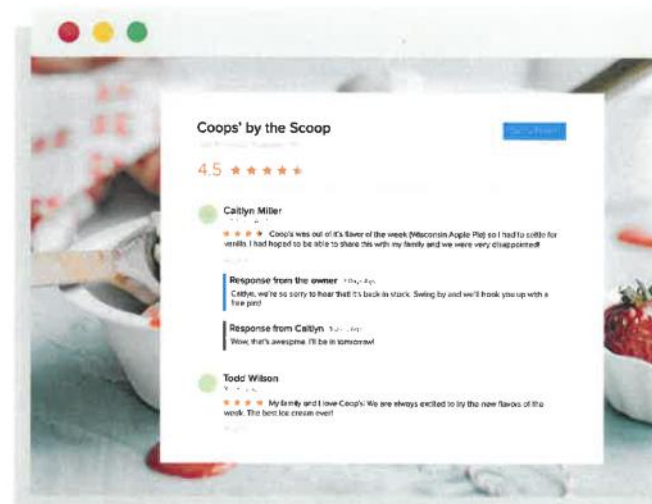 Coops' by the Scoop
4.5
Caitlyn Miller
Coop's was out of it's flavor of the week (Wisconsin Apple Pie) so I had to settle for
vanilla. I had hoped to be able to share this with my family and we were very disappointed!
Response from the owner
Caitlyn, we're so sorry to hear that! It's back in stock. Swing by and we'll hook you up with a
free pint!
Response from Caitlyn
Wow, that's awesome. I'll be in tomorrow!
Todd Wilson
My family and I love Coop's! We are always excited to try the new flavors of the
week. The best ice cream ever!